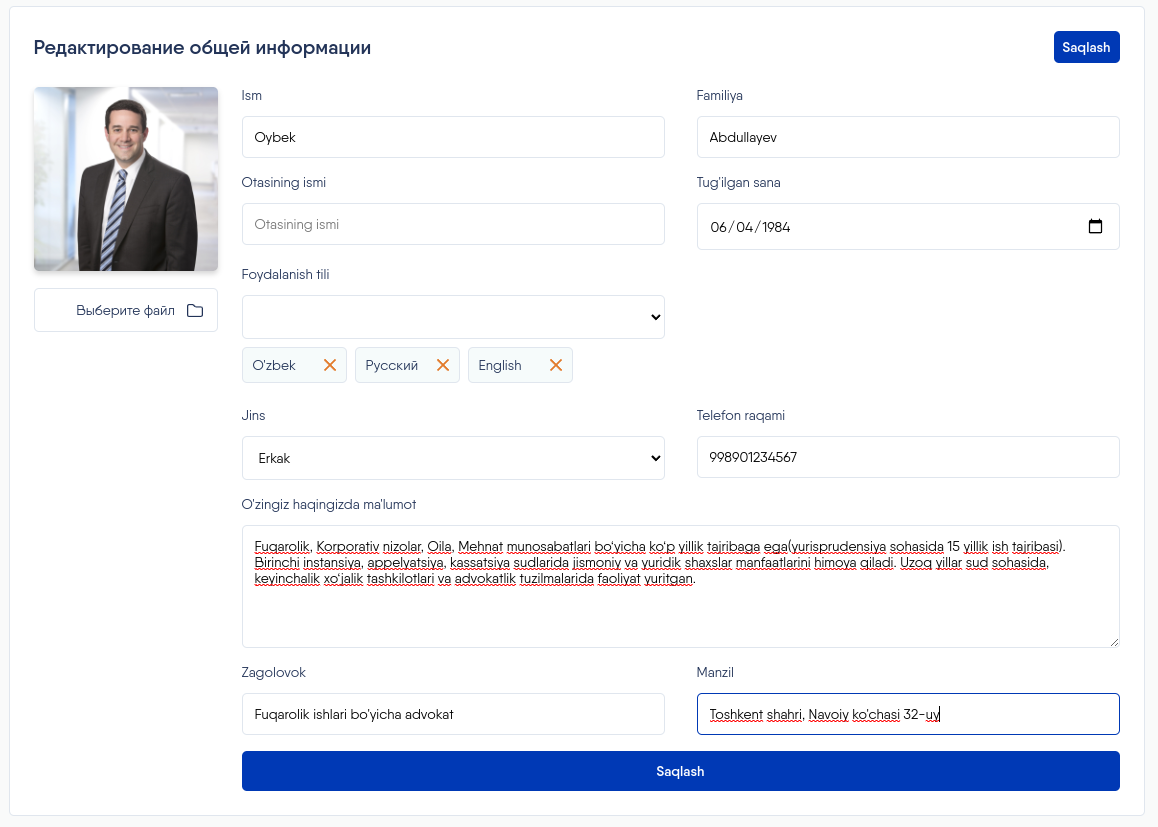 Редактирование общей информации
Saqlash
Ism
Familiya
Oybek
Abdullayev
Otasining ismi
Tug'ilgan sana
Otasining ismi
06/04/1984
Foydalanish tili
O'zbek
Русский
English
Выберите файл
Jins
Telefon raqami
Erkak
998901234567
O'zingiz haqingizda ma'lumot
Fuqarolik, Korporativ nizolar, Oila, Mehnat munosabatlari bo‘yicha ko‘p yillik tajribaga ega(yurisprudensiya sohasida 15 yillik ish tajribasi).
Birinchi instansiya, appelyatsiya, kassatsiya sudlarida jismoniy va yuridik shaxslar manfaatlarini himoya qiladi. Uzoq yillar sud sohasida,
keyinchalik xo‘jalik tashkilotlari va advokatlik tuzilmalarida faoliyat yuritgan.
Zagolovok
Manzil
Fuqarolik ishlari bo'yicha advokat
Toshkent shahri, Navoiy ko'chasi 32-uy
Saqlash